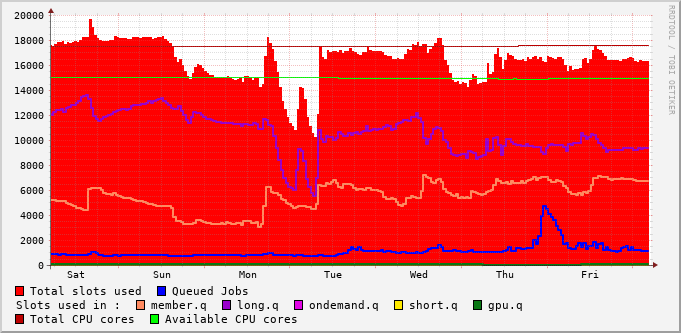 20000
18000
16000
14000
12000
10000
8000
6000
4000
2000
0
Sat Sun Mon Tue Wed Thu Fri
Total slots used Queued Jobs
Slots used in : member.q long.q ondemand.q short.q gpu.q
Total CPU cores Available CPU cores
RRDTOOL / TOBI OETIKER